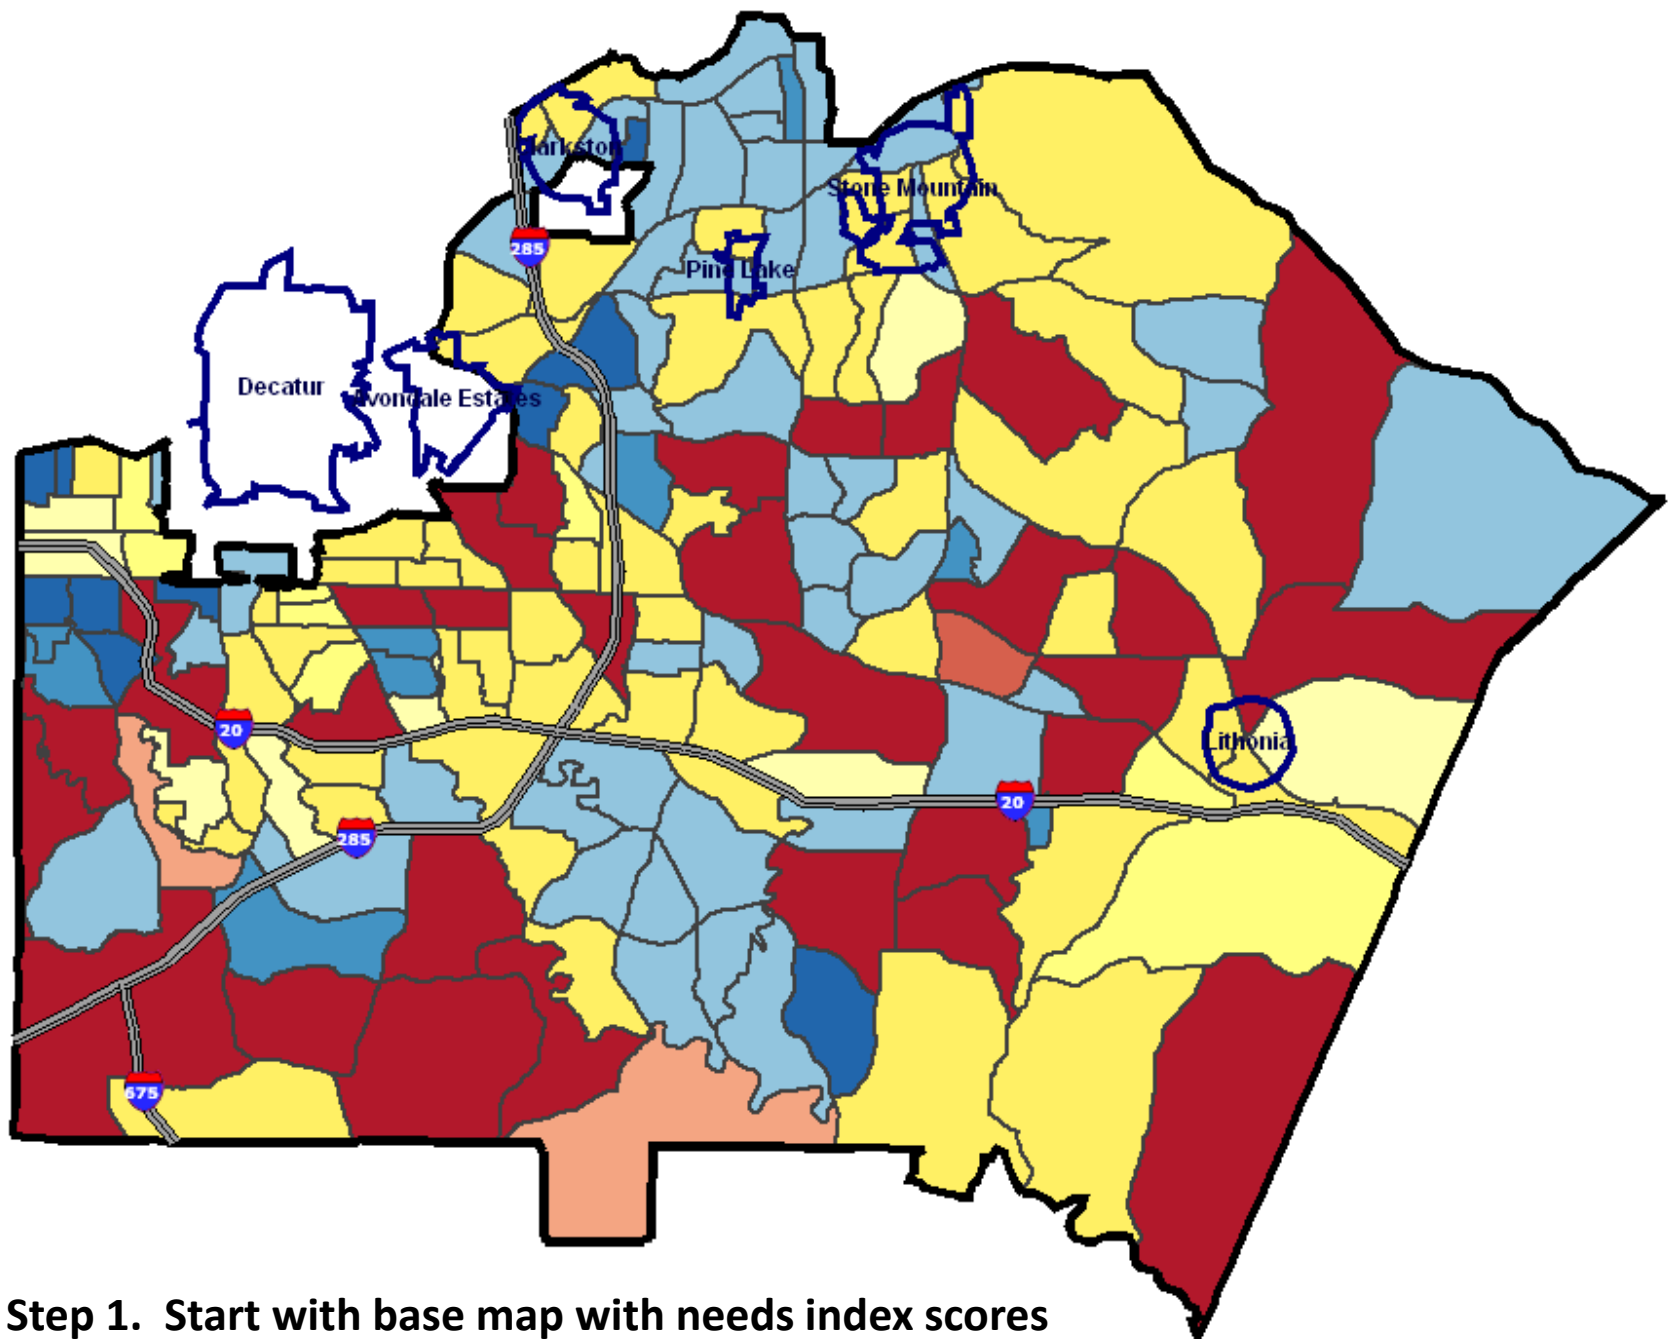 Clarkston
Stone Mountain
285
Pine Lake
Decatur
Avondale Estates
20
Lithonia
20
285
675
Step 1.  Start with base map with needs index scores